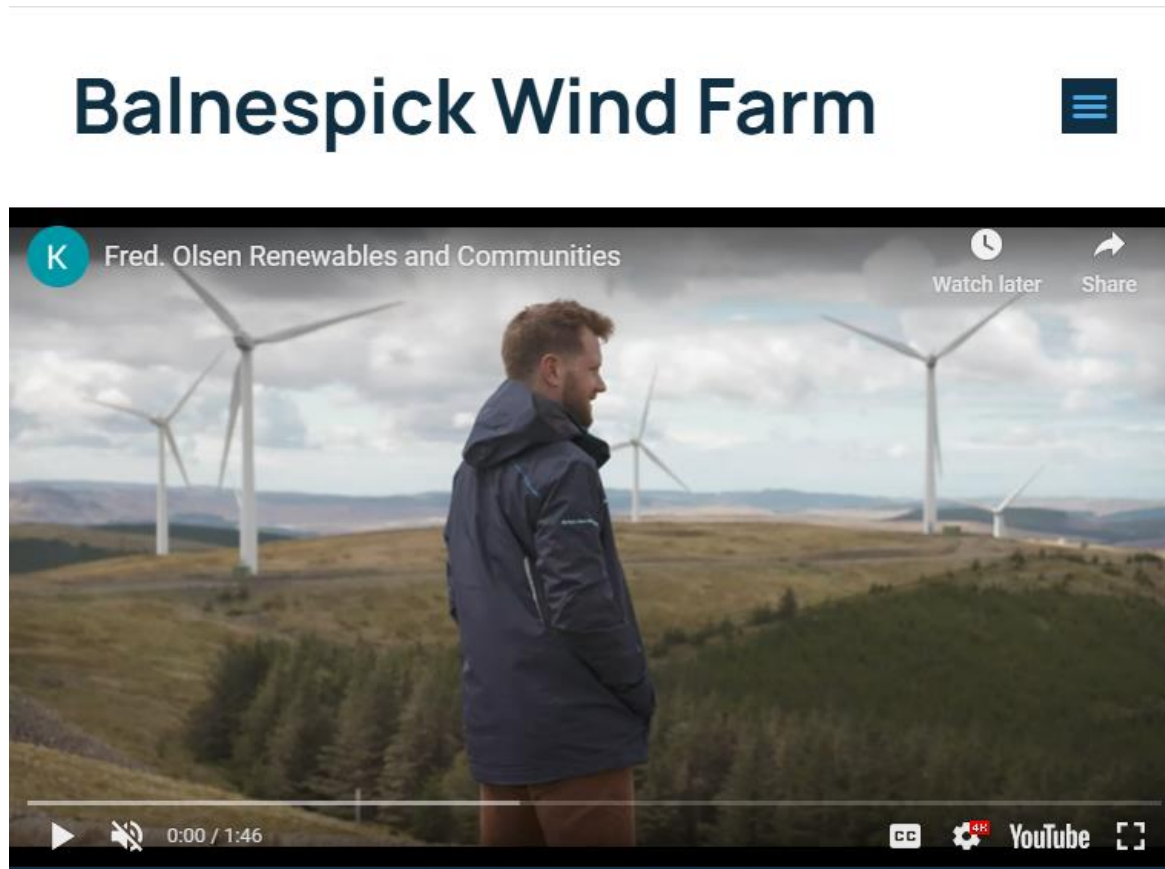 Balnespick Wind Farm
K
Fred. Olsen Renewables and Communities
Watch later
Share
0:00 / 1:46
CC
4K
YouTube